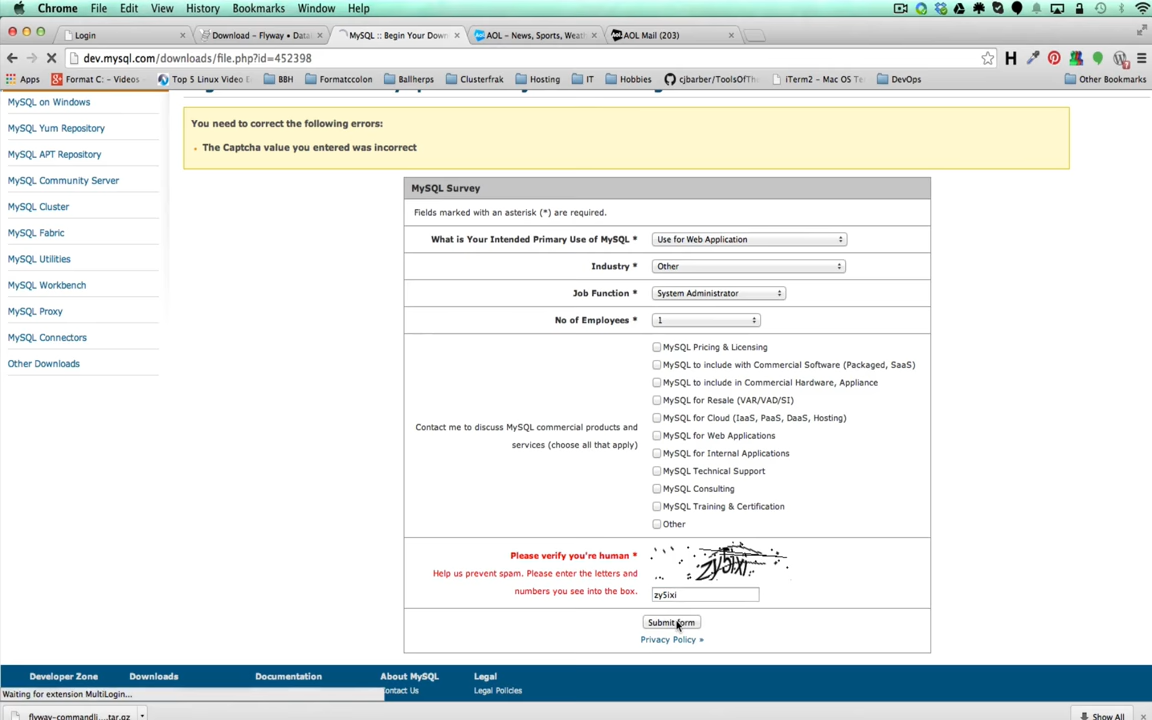 Chrome File Edit View History Bookmarks Window Help
Login Download – Flyway • Data MySQL :: Begin Your Down AOL – News, Sports, Weath AOL Mail (203)
dev.mysql.com/downloads/file.php?id=452398
Apps Format C: - Videos Top 5 Linux Video E BBH Formatccolon Ballherps Clusterfrak Hosting IT Hobbies cjbarber/ToolsOfTh iTerm2 – Mac OS Te DevOps Other Bookmarks
MySQL on Windows
MySQL Yum Repository
MySQL APT Repository
MySQL Community Server
MySQL Cluster
MySQL Fabric
MySQL Utilities
MySQL Workbench
MySQL Proxy
MySQL Connectors
Other Downloads
You need to correct the following errors:
The Captcha value you entered was incorrect
MySQL Survey
Fields marked with an asterisk (*) are required.
What is Your Intended Primary Use of MySQL * Use for Web Application
Industry * Other
Job Function * System Administrator
No of Employees * 1
Contact me to discuss MySQL commercial products and
services (choose all that apply)
MySQL Pricing & Licensing
MySQL to include with Commercial Software (Packaged, SaaS)
MySQL to include in Commercial Hardware, Appliance
MySQL for Resale (VAR/VAD/SI)
MySQL for Cloud (IaaS, PaaS, DaaS, Hosting)
MySQL for Web Applications
MySQL for Internal Applications
MySQL Technical Support
MySQL Consulting
MySQL Training & Certification
Other
Please verify you're human *
Help us prevent spam. Please enter the letters and
numbers you see into the box.
zy5ixi
Submit form
Privacy Policy »
Developer Zone Downloads Documentation About MySQL Legal
Contact Us Legal Policies
Waiting for extension MultiLogin...
flyway-commandli....tar.gz Show All